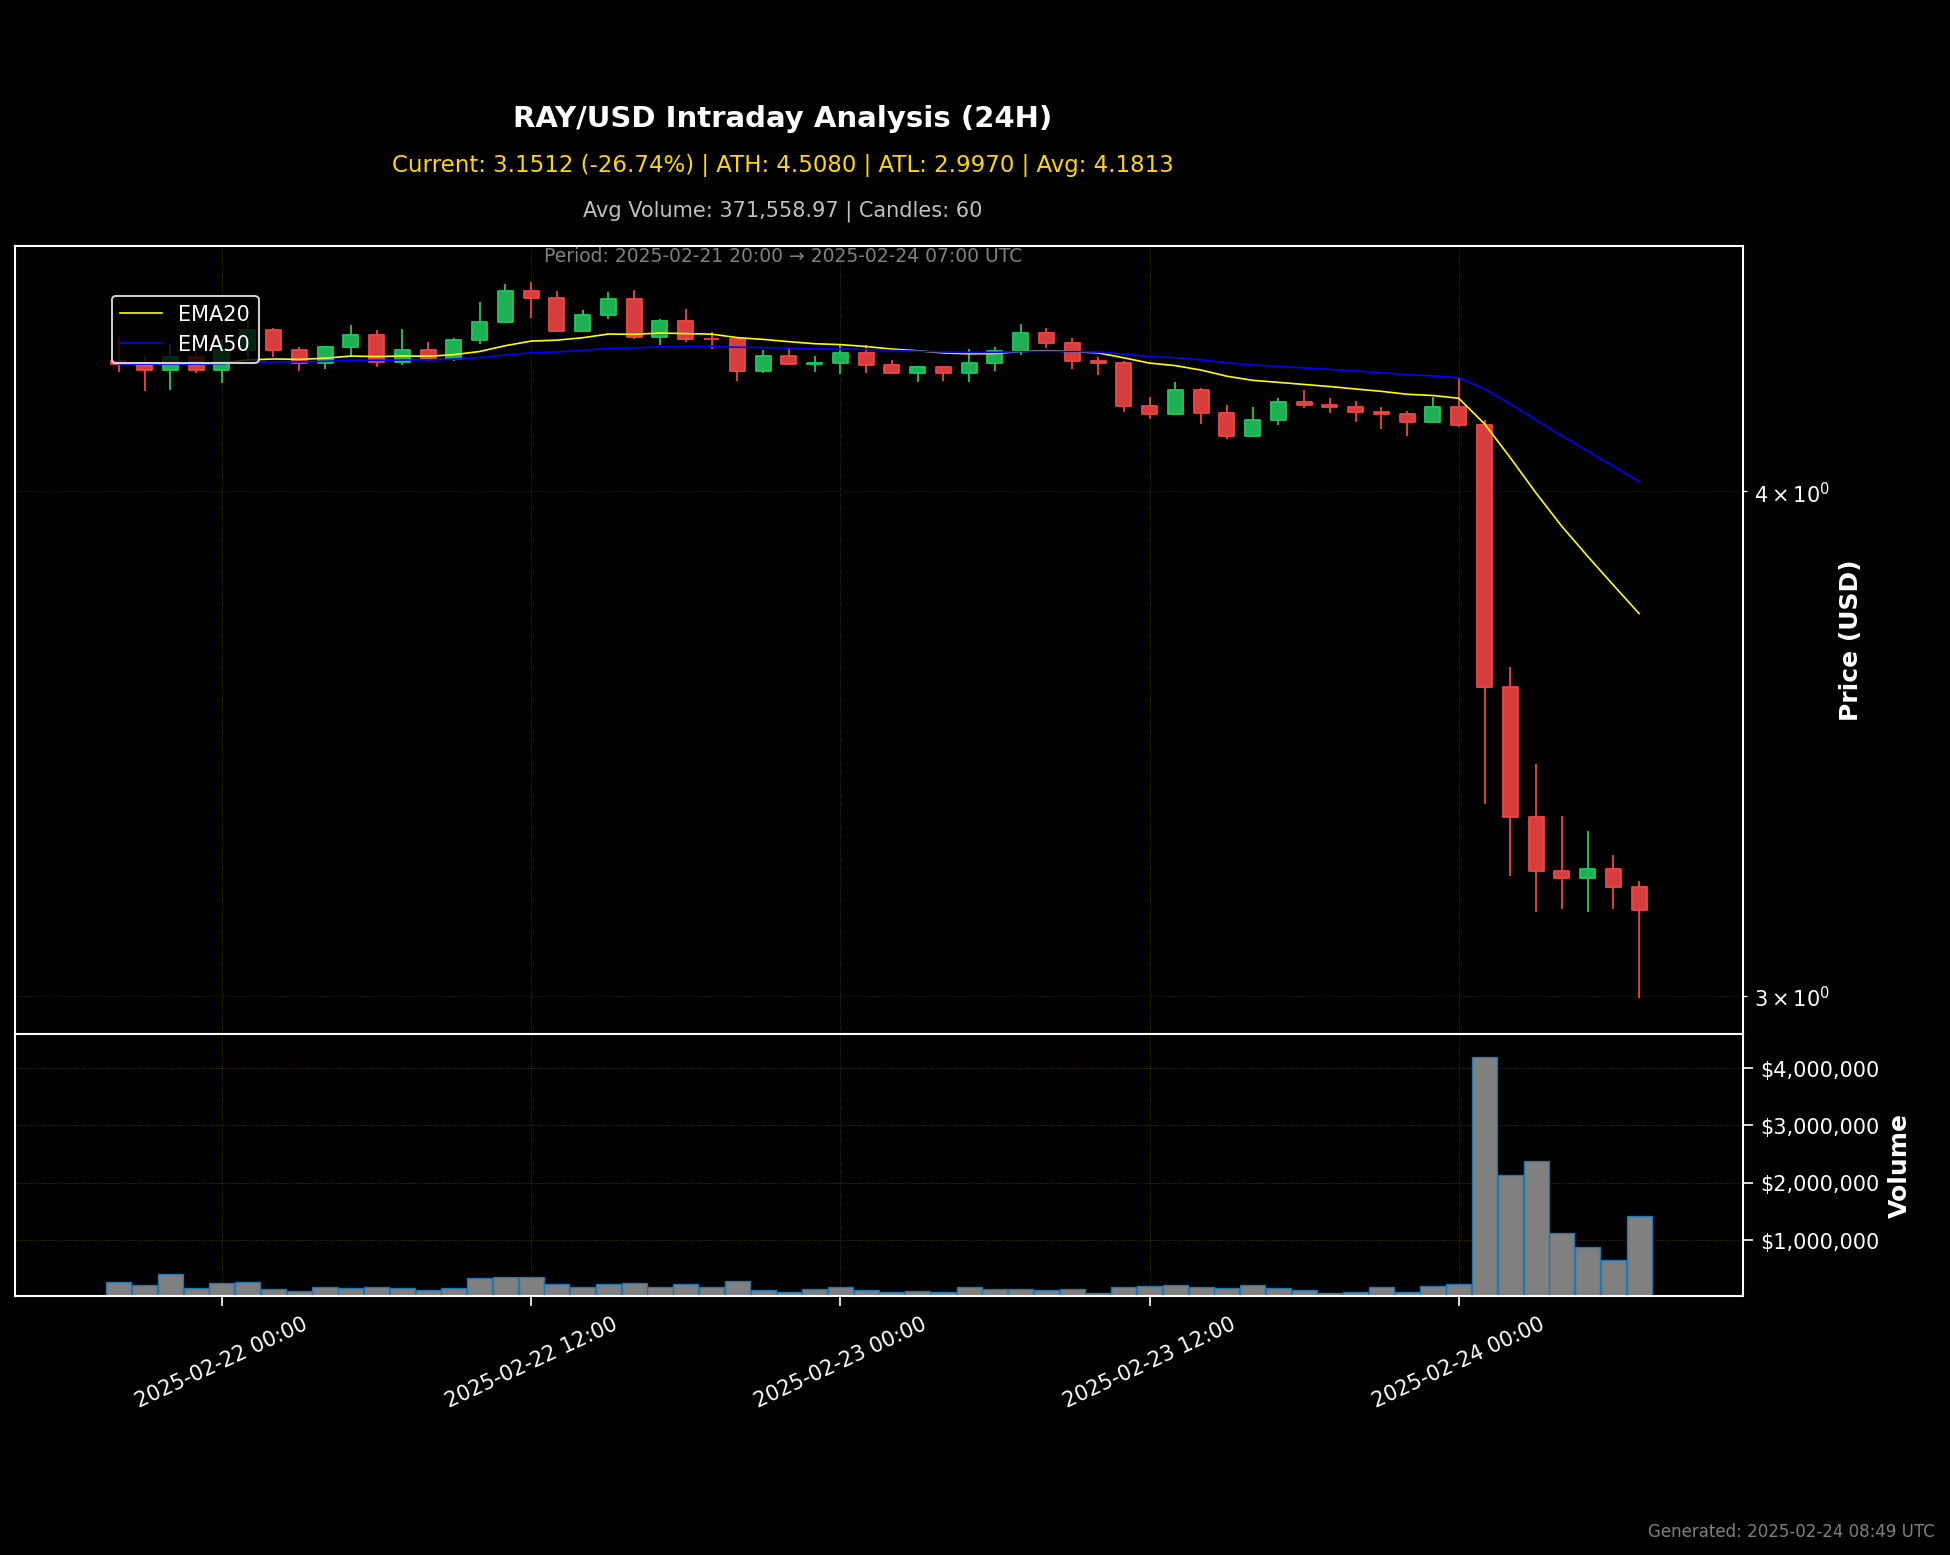 RAY/USD Intraday Analysis (24H)
Current: 3.1512 (-26.74%) | ATH: 4.5080 | ATL: 2.9970 | Avg: 4.1813
Avg Volume: 371,558.97 | Candles: 60
Period: 2025-02-21 20:00 → 2025-02-24 07:00 UTC
EMA20
EMA50
4 × 10⁰
Price (USD)
3 × 10⁰
$4,000,000
$3,000,000
$2,000,000
$1,000,000
Volume
2025-02-22 00:00
2025-02-22 12:00
2025-02-23 00:00
2025-02-23 12:00
2025-02-24 00:00
Generated: 2025-02-24 08:49 UTC